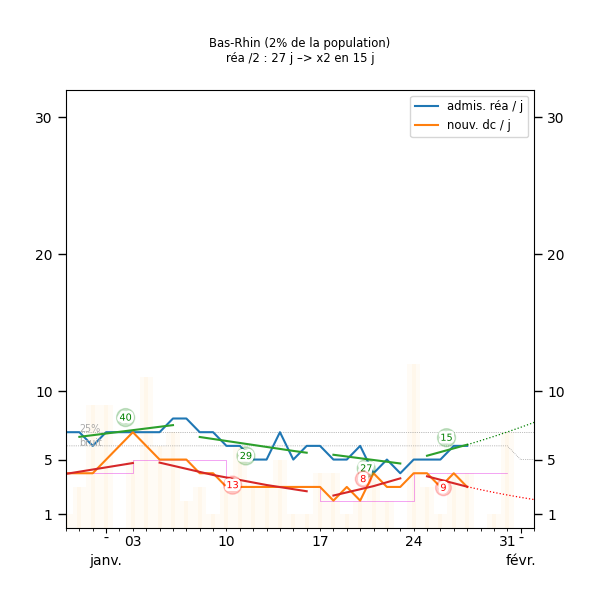 Bas-Rhin (2% de la population)
réa /2 : 27 j –> x2 en 15 j
admis. réa / j
nouv. dc / j
30 30
20 20
10 10
5 5
1 1
25%
bruit
40
29
13
27
8
15
9
03 10 17 24 31
janv. févr.